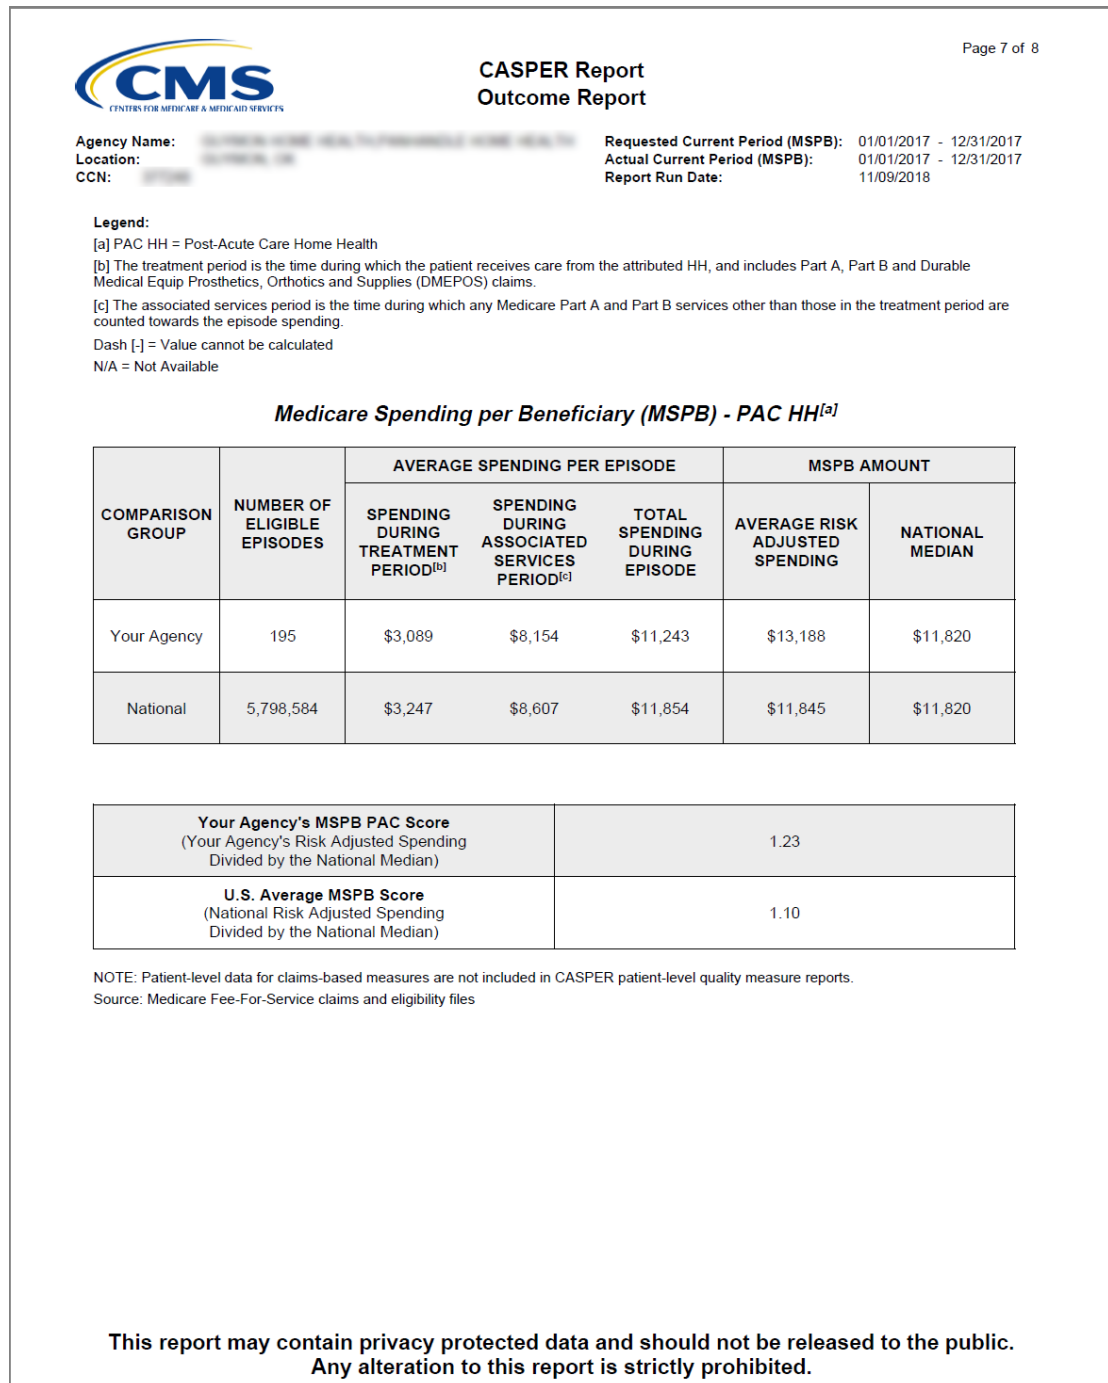 Page 7 of 8
CMS
CENTERS FOR MEDICARE & MEDICAID SERVICES
CASPER Report
Outcome Report
Agency Name:
Location:
CCN:
Requested Current Period (MSPB): 01/01/2017 - 12/31/2017
Actual Current Period (MSPB): 01/01/2017 - 12/31/2017
Report Run Date: 11/09/2018
Legend:
[a] PAC HH = Post-Acute Care Home Health
[b] The treatment period is the time during which the patient receives care from the attributed HH, and includes Part A, Part B and Durable
Medical Equip Prosthetics, Orthotics and Supplies (DMEPOS) claims.
[c] The associated services period is the time during which any Medicare Part A and Part B services other than those in the treatment period are
counted towards the episode spending.
Dash [-] = Value cannot be calculated
N/A = Not Available
Medicare Spending per Beneficiary (MSPB) - PAC HH[a]
AVERAGE SPENDING PER EPISODE
MSPB AMOUNT
COMPARISON
GROUP
NUMBER OF
ELIGIBLE
EPISODES
SPENDING
DURING
TREATMENT
PERIOD[b]
SPENDING
DURING
ASSOCIATED
SERVICES
PERIOD[c]
TOTAL
SPENDING
DURING
EPISODE
AVERAGE RISK
ADJUSTED
SPENDING
NATIONAL
MEDIAN
Your Agency 195 $3,089 $8,154 $11,243 $13,188 $11,820
National 5,798,584 $3,247 $8,607 $11,854 $11,845 $11,820
Your Agency's MSPB PAC Score
(Your Agency's Risk Adjusted Spending
Divided by the National Median)
1.23
U.S. Average MSPB Score
(National Risk Adjusted Spending
Divided by the National Median)
1.10
NOTE: Patient-level data for claims-based measures are not included in CASPER patient-level quality measure reports.
Source: Medicare Fee-For-Service claims and eligibility files
This report may contain privacy protected data and should not be released to the public.
Any alteration to this report is strictly prohibited.